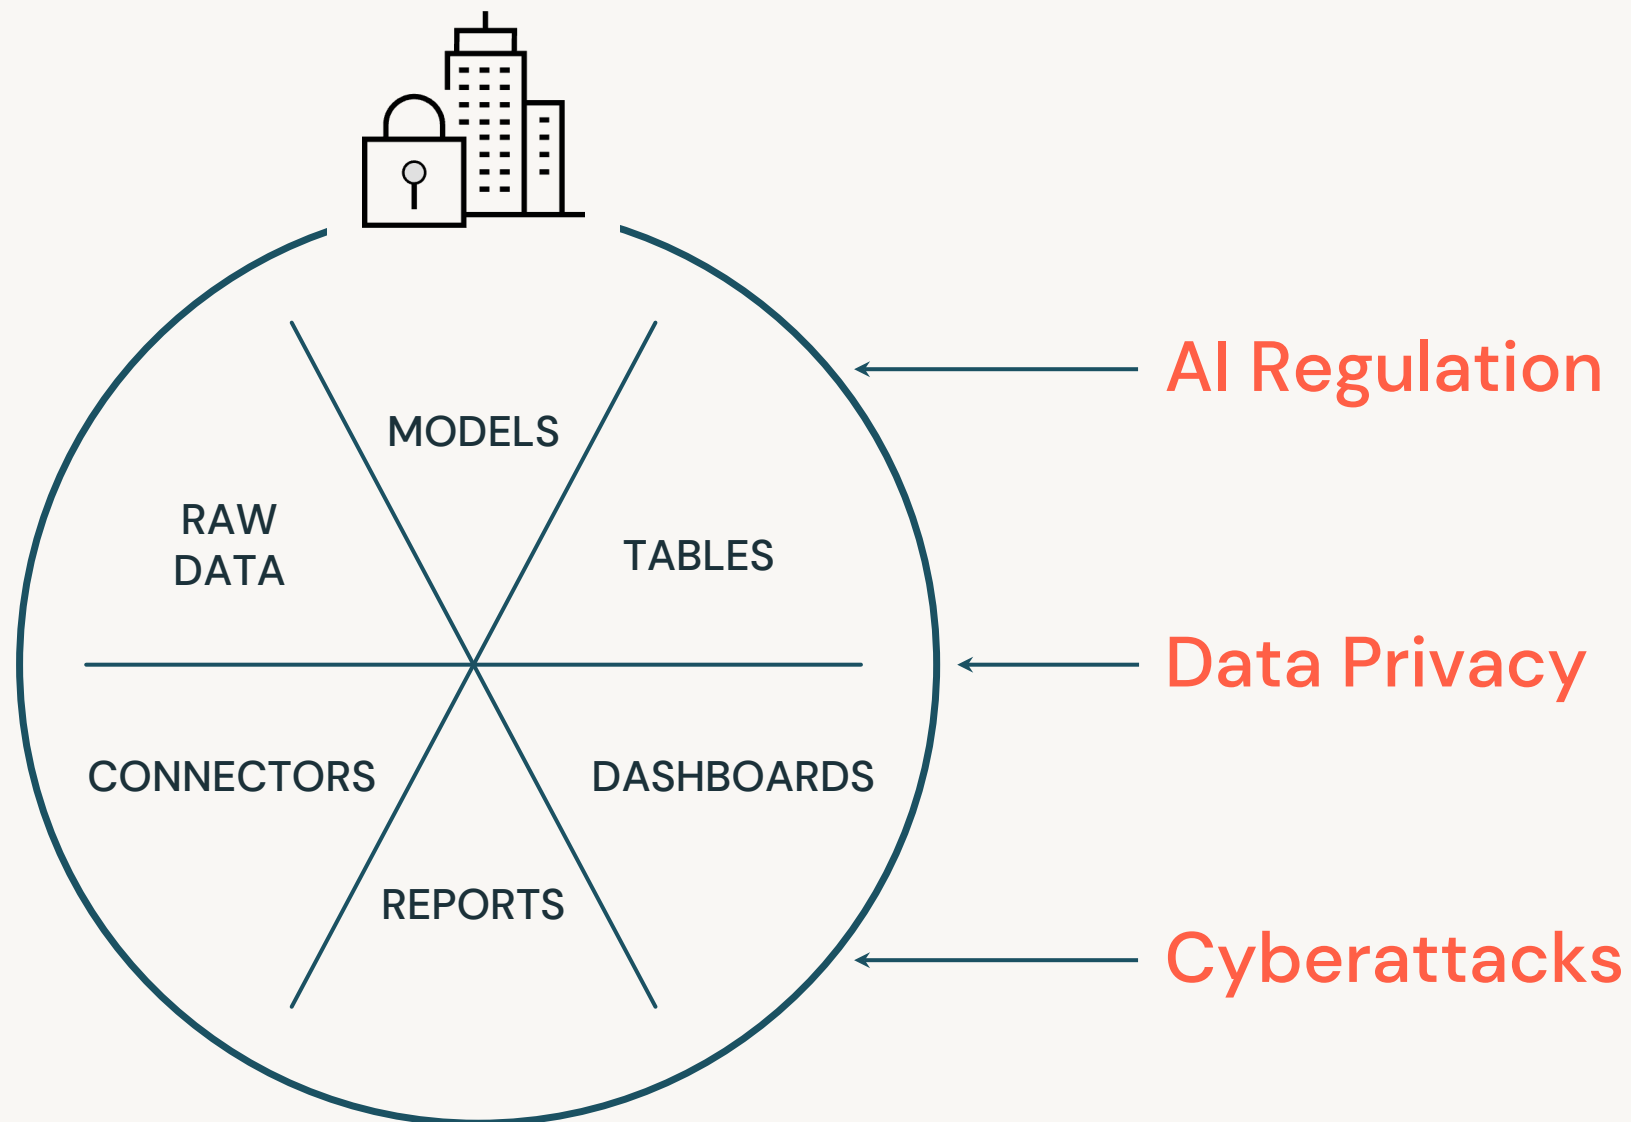 MODELS
RAW
DATA
TABLES
CONNECTORS
DASHBOARDS
REPORTS
AI Regulation
Data Privacy
Cyberattacks